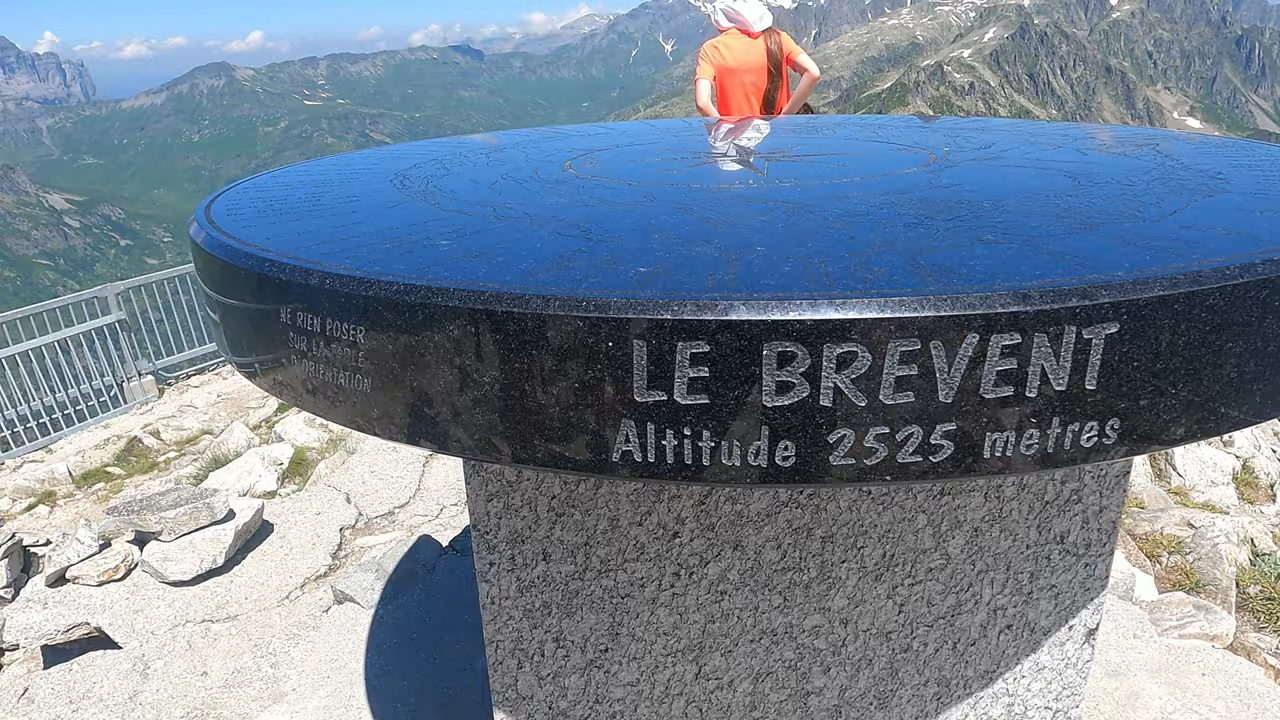 NE RIEN POSER
SUR LA TABLE
D'ORIENTATION
LE BREVENT
Altitude 2525 mètres